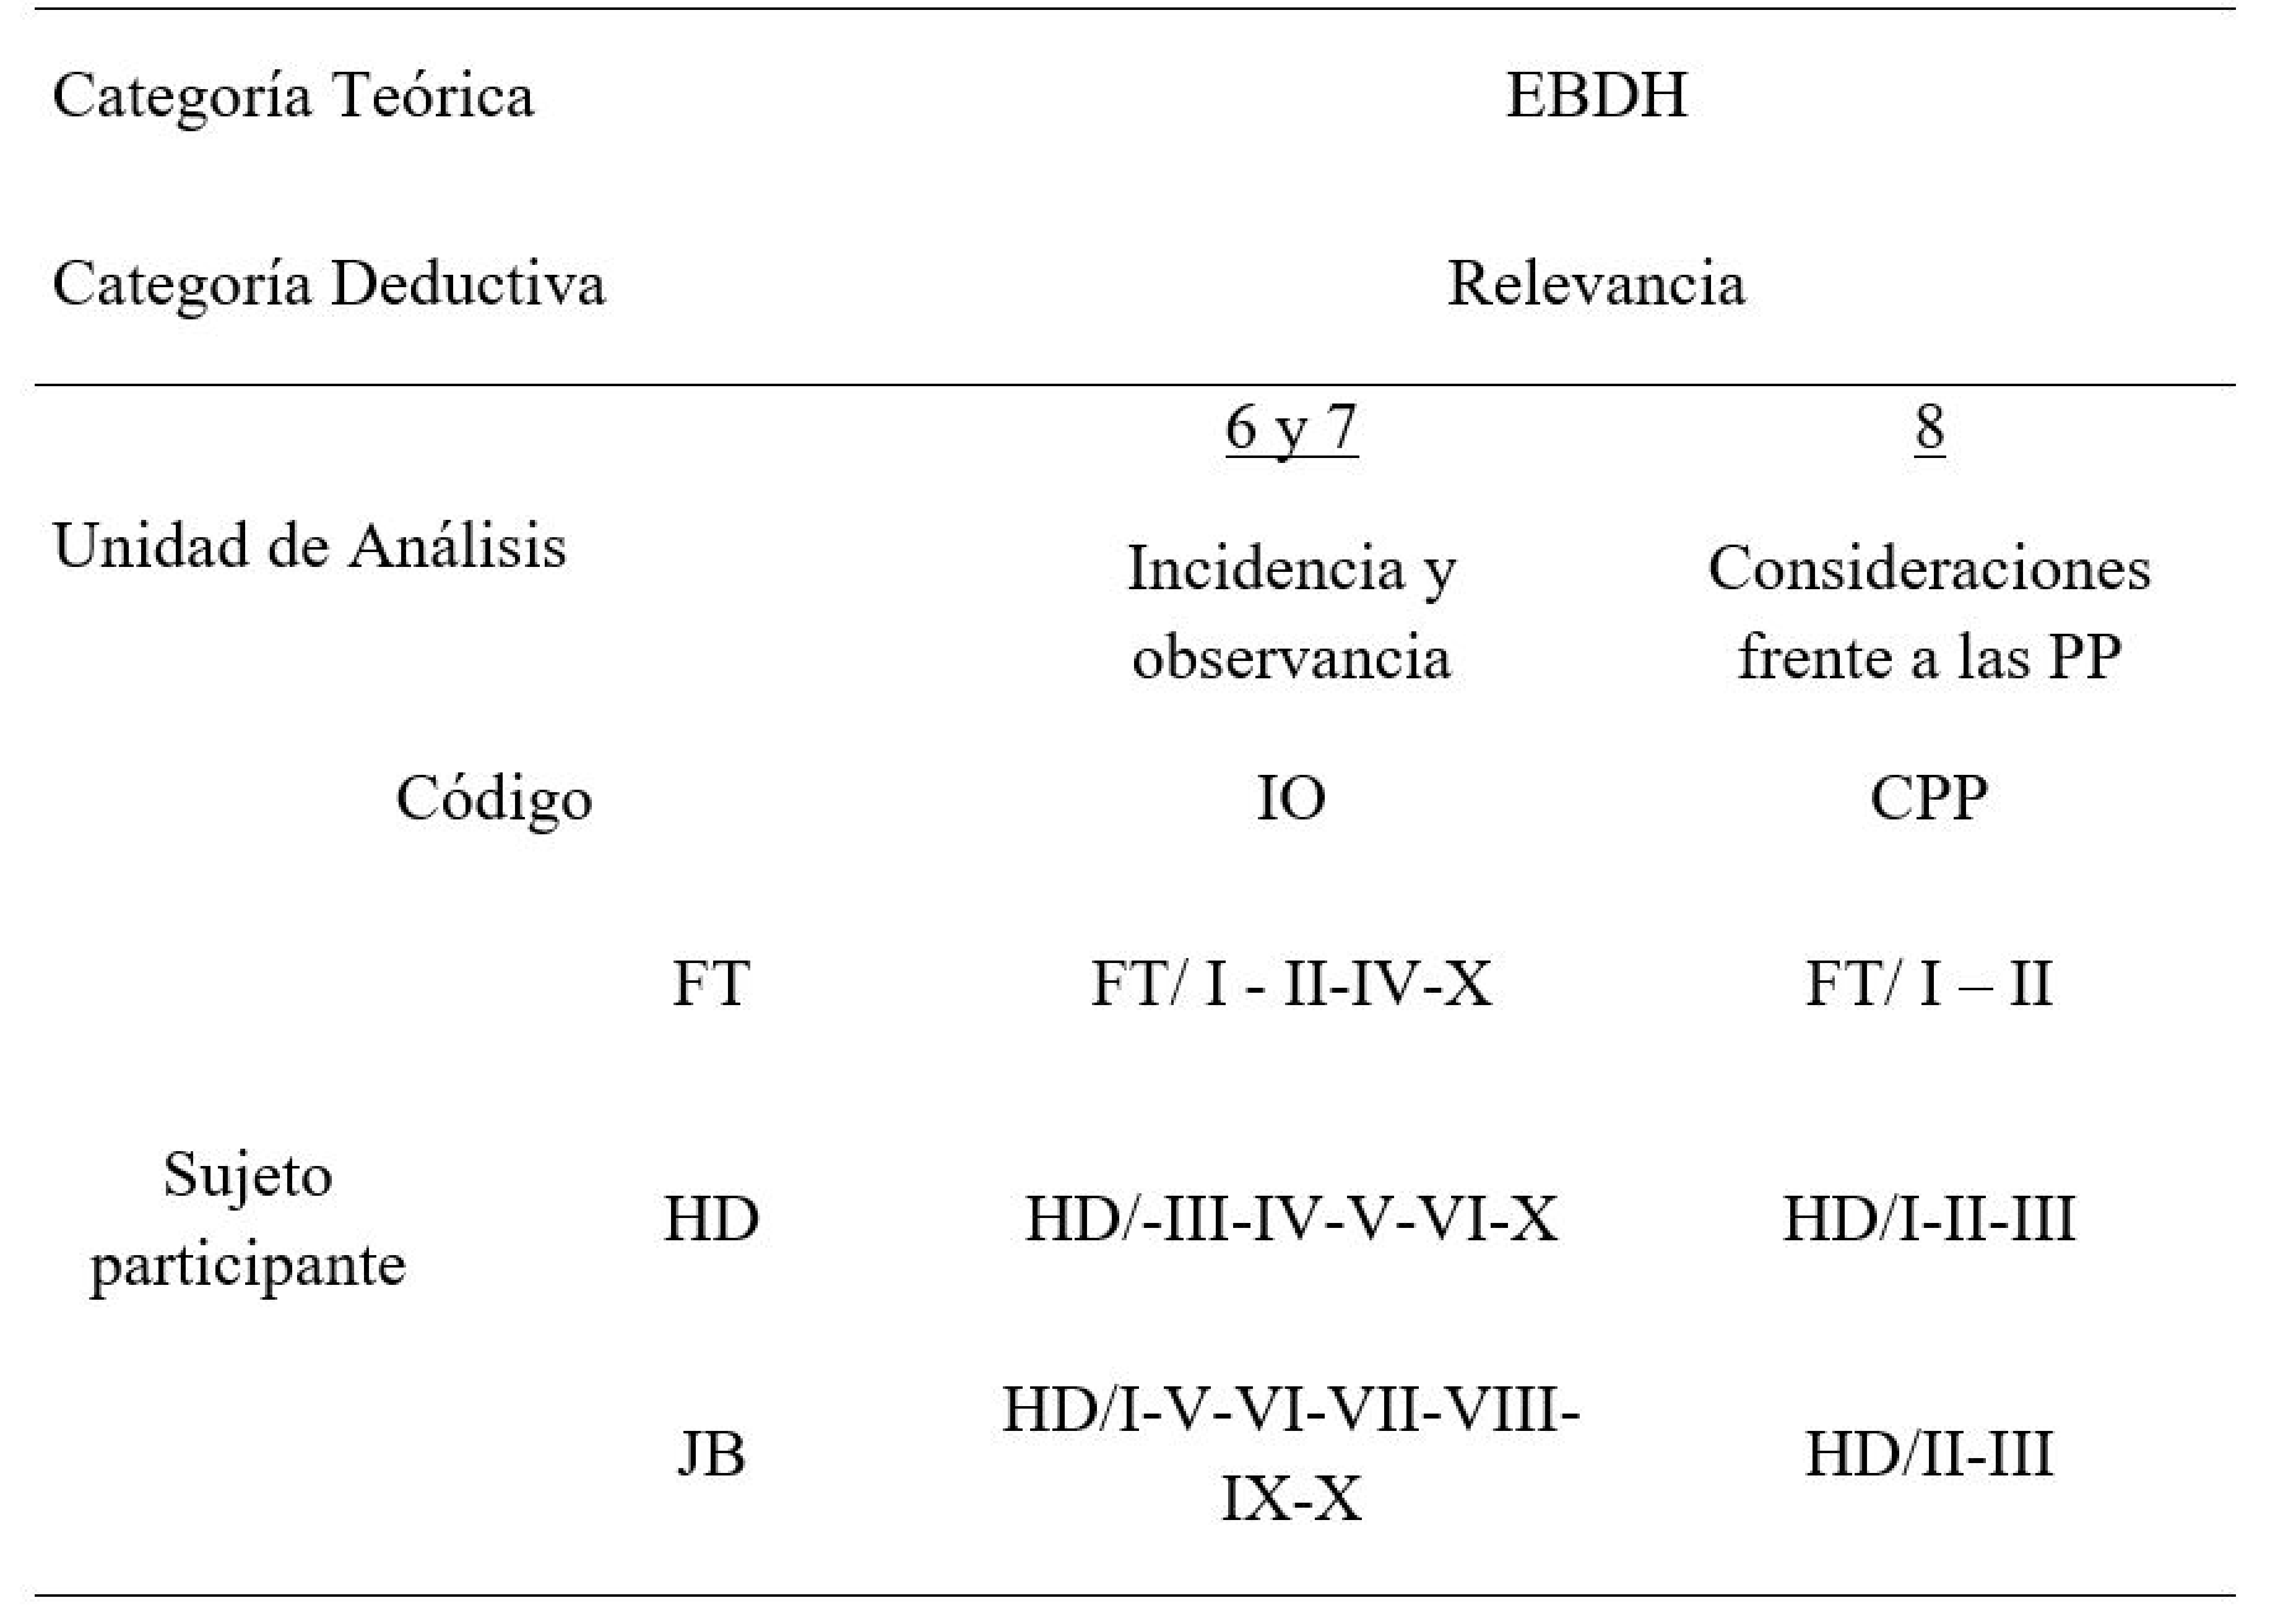 Categoría Teórica EBDH
Categoría Deductiva Relevancia
6 y 7 8
Unidad de Análisis
Incidencia y Consideraciones
observancia frente a las PP
Código IO CPP
FT FT/ I - II-IV-X FT/ I – II
Sujeto
participante
HD HD/-III-IV-V-VI-X HD/I-II-III
JB HD/I-V-VI-VII-VIII-
IX-X
HD/II-III